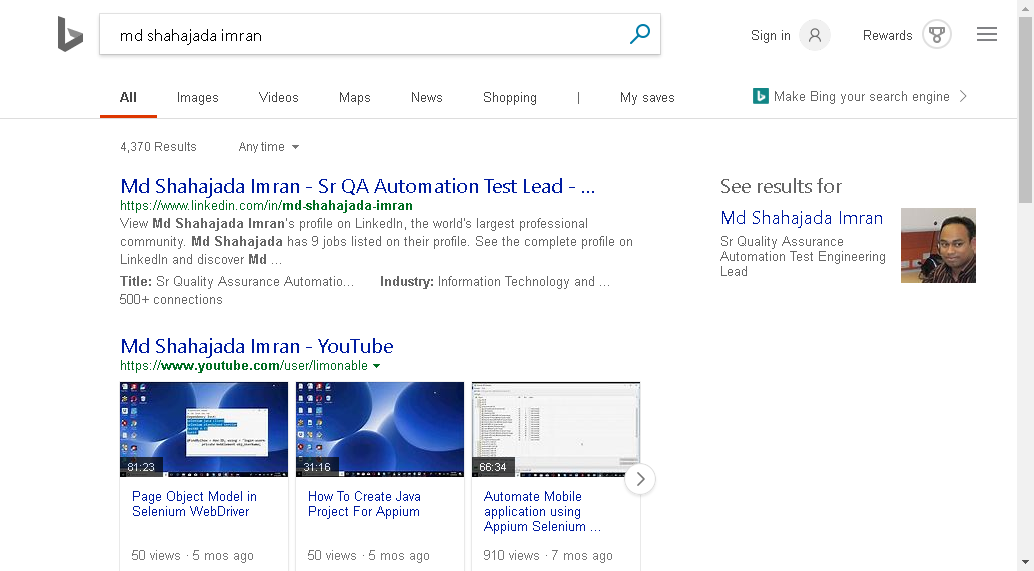 md shahajada imran
Sign in
Rewards
All
Images
Videos
Maps
News
Shopping
|
My saves
Make Bing your search engine
4,370 Results
Any time
Md Shahajada Imran - Sr QA Automation Test Lead - ...
https://www.linkedin.com/in/md-shahajada-imran
View Md Shahajada Imran's profile on LinkedIn, the world's largest professional
community. Md Shahajada has 9 jobs listed on their profile. See the complete profile on
LinkedIn and discover Md ...
Title: Sr Quality Assurance Automatio...
Industry: Information Technology and ...
500+ connections
See results for
Md Shahajada Imran
Sr Quality Assurance
Automation Test Engineering
Lead
Md Shahajada Imran - YouTube
https://www.youtube.com/user/limonable
81:23
31:16
66:34
Page Object Model in
Selenium WebDriver
50 views · 5 mos ago
How To Create Java
Project For Appium
50 views · 5 mos ago
Automate Mobile
application using
Appium Selenium ...
910 views · 7 mos ago